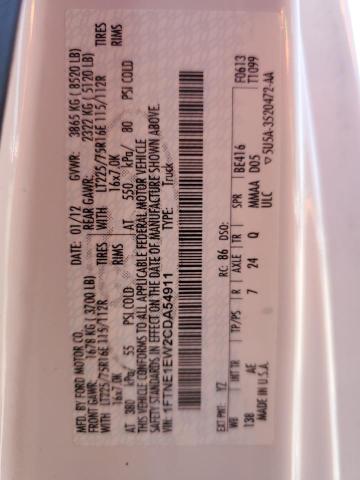 MFD. BY FORD MOTOR CO.
DATE: 01/12 GVWR: 3865 KG ( 8520 LB)
FRONT GAWR: 1678 KG ( 3700 LB) REAR GAWR: 2322 KG ( 5120 LB)
WITH LT225/75R16E 115/112R TIRES WITH LT225/75R16E 115/112R TIRES
16x7.0K RIMS 16x7.0K RIMS
AT 380 kPa/ 55 PSI COLD AT 550 kPa/ 80 PSI COLD
THIS VEHICLE CONFORMS TO ALL APPLICABLE FEDERAL MOTOR VEHICLE
SAFETY STANDARDS IN EFFECT ON THE DATE OF MANUFACTURE SHOWN ABOVE.
VIN: 1FTNE1EW2CDA54911
TYPE: Truck
F0613
T1099
EXT PNT: YZ RC: 86 DSO: BE416
WB INT TR TP/PS R AXLE TR
138 AE 7 24 Q MMAA D05
MADE IN U.S.A. ULC
5U5A-3520472-AA